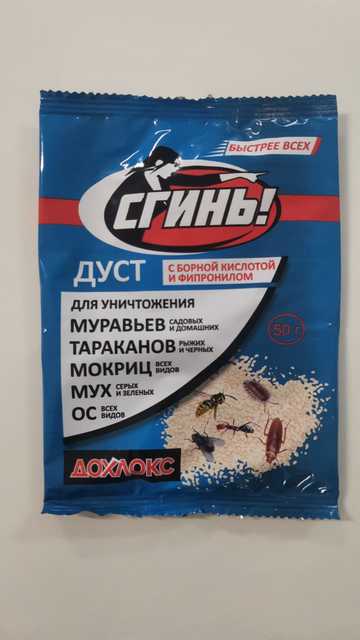 БЫСТРЕЕ ВСЕХ
СГИНЬ!
ДУСТ
С БОРНОЙ КИСЛОТОЙ
И ФИПРОНИЛОМ
ДЛЯ УНИЧТОЖЕНИЯ
МУРАВЬЕВ САДОВЫХ И ДОМАШНИХ
ТАРАКАНОВ РЫЖИХ И ЧЕРНЫХ
МОКРИЦ ВСЕХ ВИДОВ
МУХ СЕРЫХ И ЗЕЛЕНЫХ
ОС ВСЕХ ВИДОВ
50 г
ДОХЛОКС